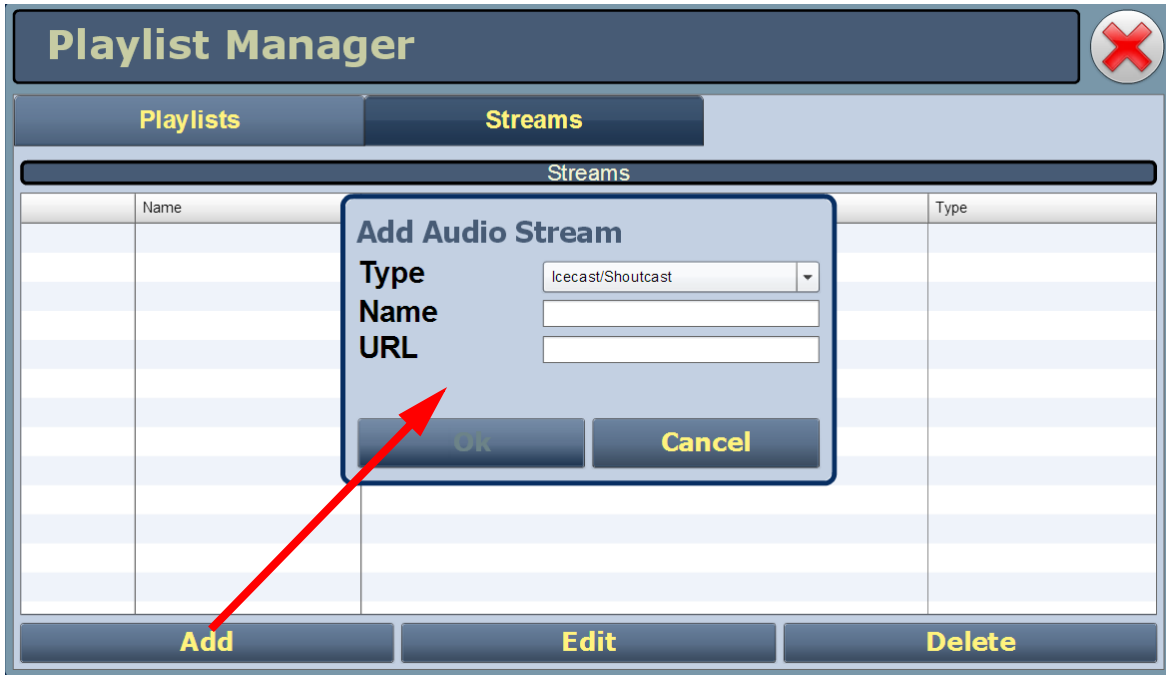 Playlist Manager
Playlists Streams
Streams
Name Type
Add Audio Stream
Type Icecast/Shoutcast
Name
URL
Ok Cancel
Add Edit Delete